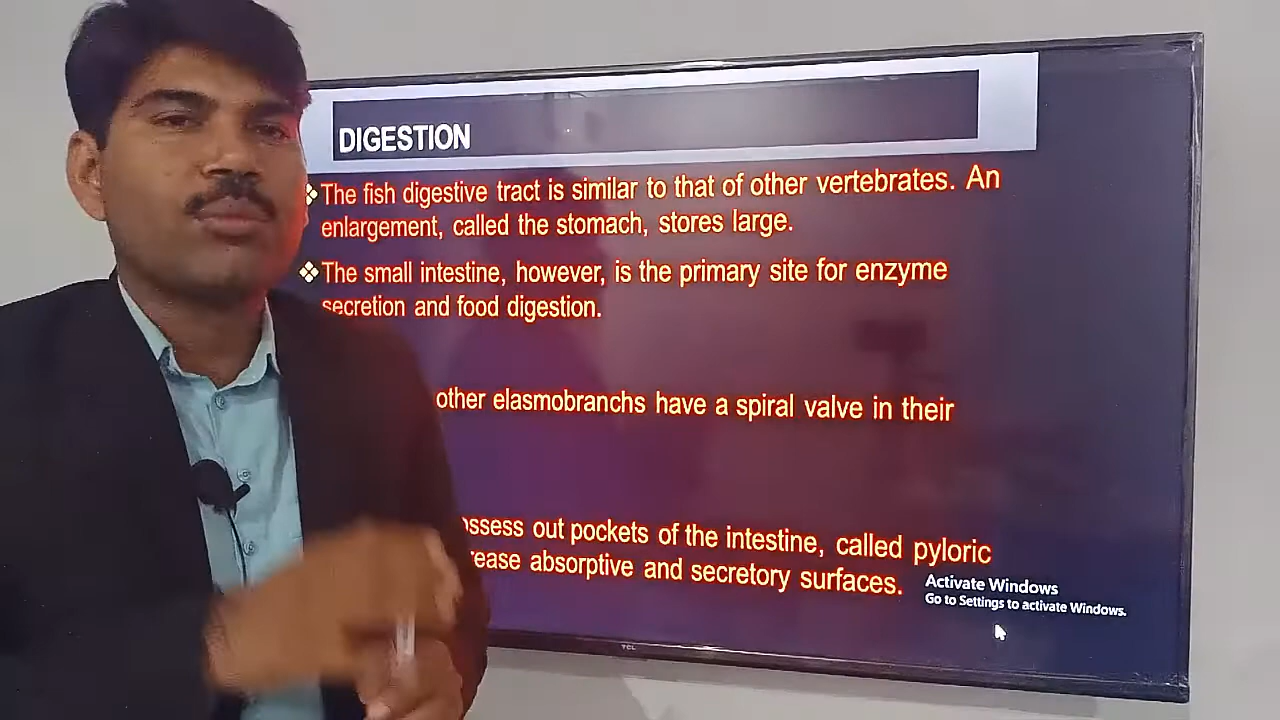 DIGESTION
The fish digestive tract is similar to that of other vertebrates. An
enlargement, called the stomach, stores large.
The small intestine, however, is the primary site for enzyme
secretion and food digestion.
other elasmobranchs have a spiral valve in their
out pockets of the intestine, called pyloric
absorptive and secretory surfaces.
Activate Windows
Go to Settings to activate Windows.
TCL